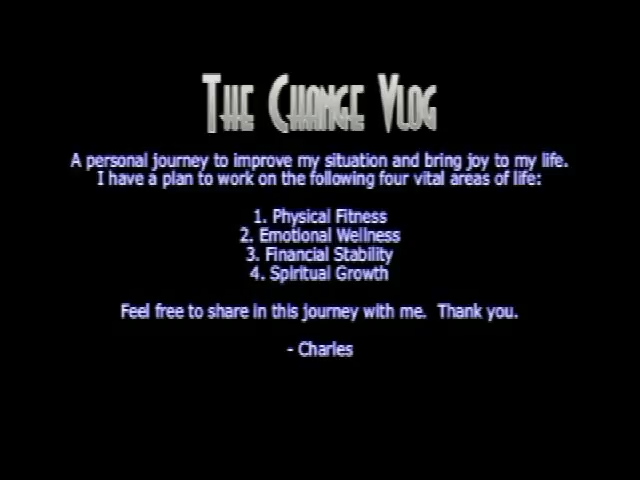 The Change Vlog
A personal journey to improve my situation and bring joy to my life.
I have a plan to work on the following four vital areas of life:
1. Physical Fitness
2. Emotional Wellness
3. Financial Stability
4. Spiritual Growth
Feel free to share in this journey with me.  Thank you.
- Charles